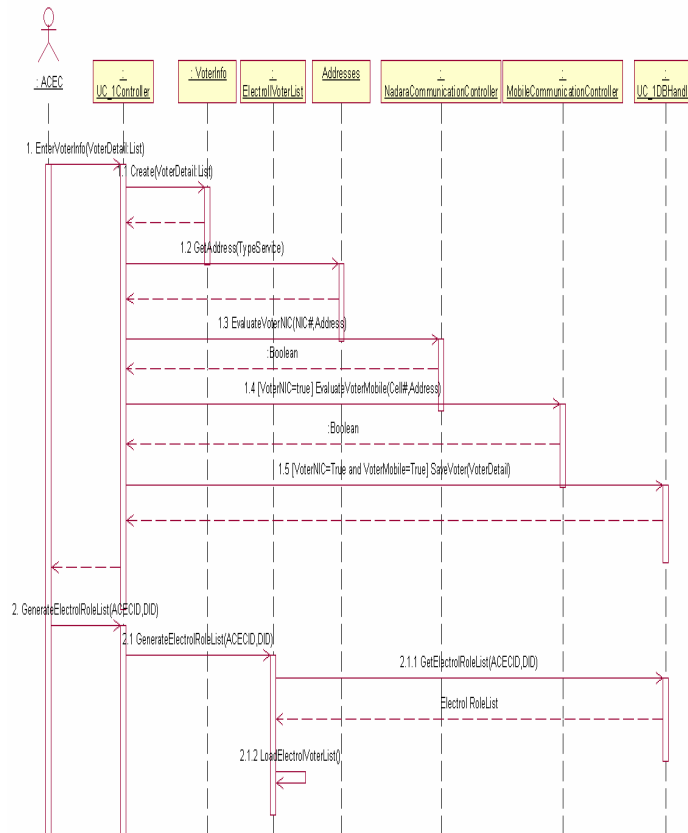 : ACEC
:
UC_1Controller
: VoterInfo
:
ElectrollVoterList
Addresses
:
NadaraCommunicationController
:
MobileCommunicationController
:
UC_1DBHandl
1. EnterVoterInfo(VoterDetail:List)
1.1 Create(VoterDetail:List)
1.2 GetAddress(TypeService)
1.3 EvaluateVoterNIC(NIC#,Address)
:Boolean
1.4 [VoterNIC=true] EvaluateVoterMobile(Cell#,Address)
:Boolean
1.5 [VoterNIC=True and VoterMobile=True] SaveVoter(VoterDetail)
2. GenerateElectrolRoleList(ACECID,DID)
2.1 GenerateElectrolRoleList(ACECID,DID)
2.1.1 GetElectrolRoleList(ACECID,DID)
Electrol RoleList
2.1.2 LoadElectrolVoterList()